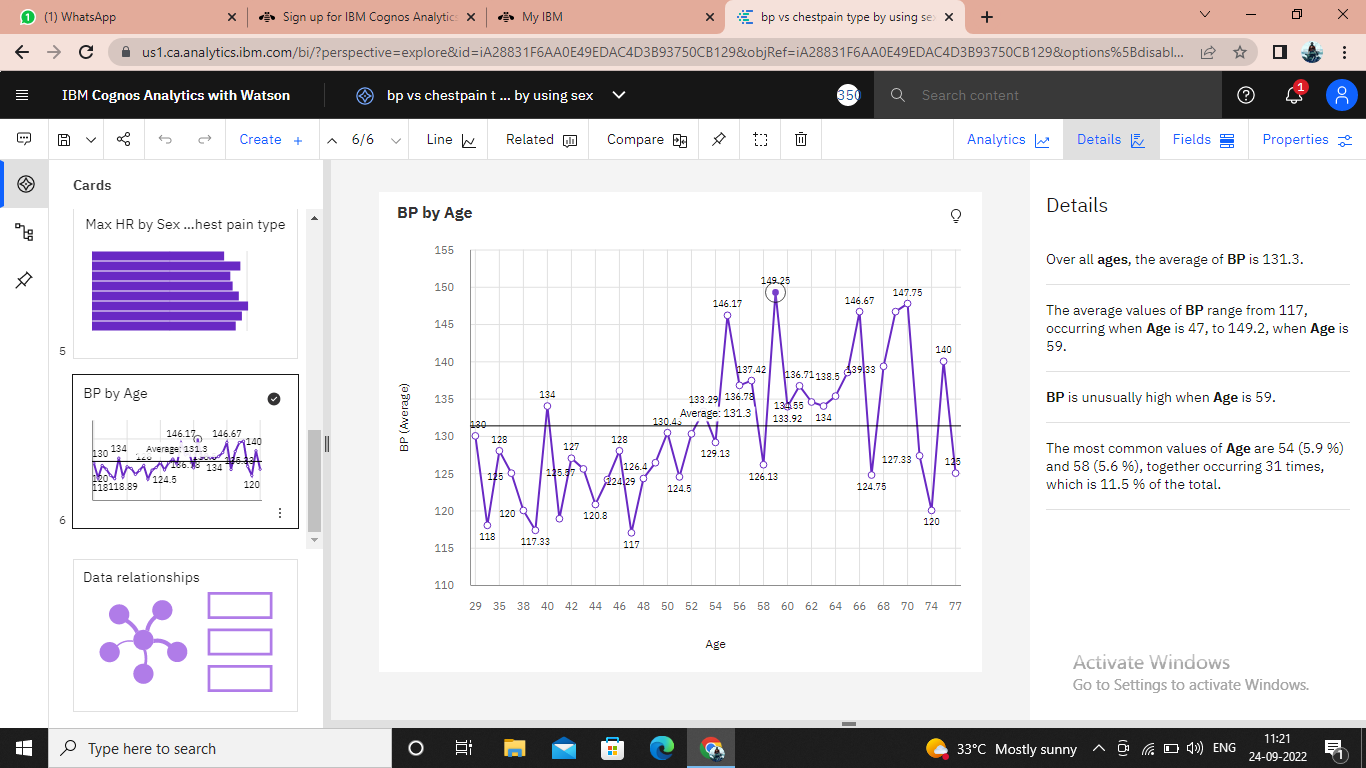 (1) WhatsApp
Sign up for IBM Cognos Analytics
My IBM
bp vs chestpain type by using se
us1.ca.analytics.ibm.com/bi/?perspective=explore&id=iA28831F6AA0E49EDAC4D3B93750CB129&objRef=iA28831F6AA0E49EDAC4D3B93750CB129&options%5Bdisabl...
IBM Cognos Analytics with Watson
bp vs chestpain t ... by using sex
350
Search content
1
Create +
6/6
Line
Related
Compare
Analytics
Details
Fields
Properties
Cards
Max HR by Sex ...hest pain type
5
BP by Age
146.17
146.67
140
130
134
Average: 131.3
134
120
118
118.89
124.5
120
6
Data relationships
BP by Age
155
150
145
140
135
130
125
120
115
110
BP (Average)
149.25
146.17
146.67
147.75
137.42
136.71
138.5
139.33
140
134
133.29
136.78
133.92
134
Average: 131.3
130
128
127
128
130.43
129.13
125
125.57
126.4
124.29
124.5
126.13
124.75
127.33
125
120
118
117.33
120.8
117
120
29 35 38 40 42 44 46 48 50 52 54 56 58 60 62 64 66 68 70 74 77
Age
Details
Over all ages, the average of BP is 131.3.
The average values of BP range from 117,
occurring when Age is 47, to 149.2, when Age is
59.
BP is unusually high when Age is 59.
The most common values of Age are 54 (5.9 %)
and 58 (5.6 %), together occurring 31 times,
which is 11.5 % of the total.
Activate Windows
Go to Settings to activate Windows.
Type here to search
33°C Mostly sunny
ENG
11:21
24-09-2022
1